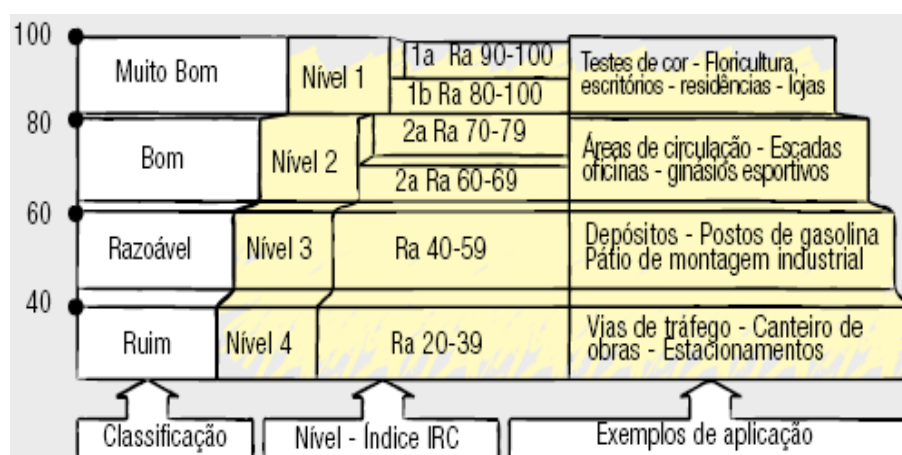 100
Muito Bom
Nível 1
1a Ra 90-100
1b Ra 80-100
Testes de cor - Floricultura,
escritórios - residências - lojas
80
Bom
Nível 2
2a Ra 70-79
2a Ra 60-69
Áreas de circulação - Escadas
oficinas - ginásios esportivos
60
Razoável
Nível 3
Ra 40-59
Depósitos - Postos de gasolina
Pátio de montagem industrial
40
Ruim
Nível 4
Ra 20-39
Vias de tráfego - Canteiro de
obras - Estacionamentos
Classificação
Nível - Índice IRC
Exemplos de aplicação